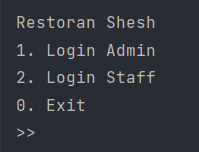 Restoran Shesh
1. Login Admin
2. Login Staff
0. Exit
>>